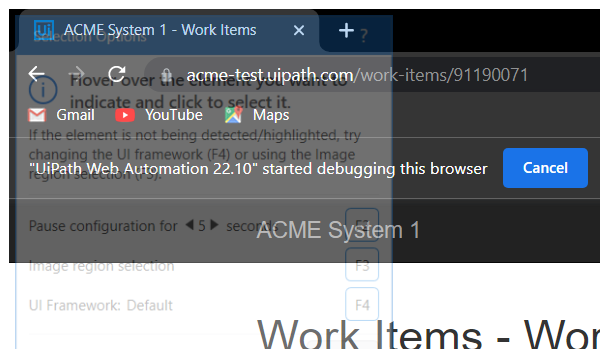 ACME System 1 - Work Items
Selection Options ?
Hover over the element you want to
acme-test.uipath.com/work-items/91190071
indicate and click to select it.
Gmail YouTube Maps
If the element is not being detected/highlighted, try
changing the UI framework (F4) or using the Image
region selection (F3).
"UiPath Web Automation 22.10" started debugging this browser Cancel
Pause configuration for 5 seconds
ACME System 1
Image region selection F3
UI Framework: Default F4
Work Items - Wor